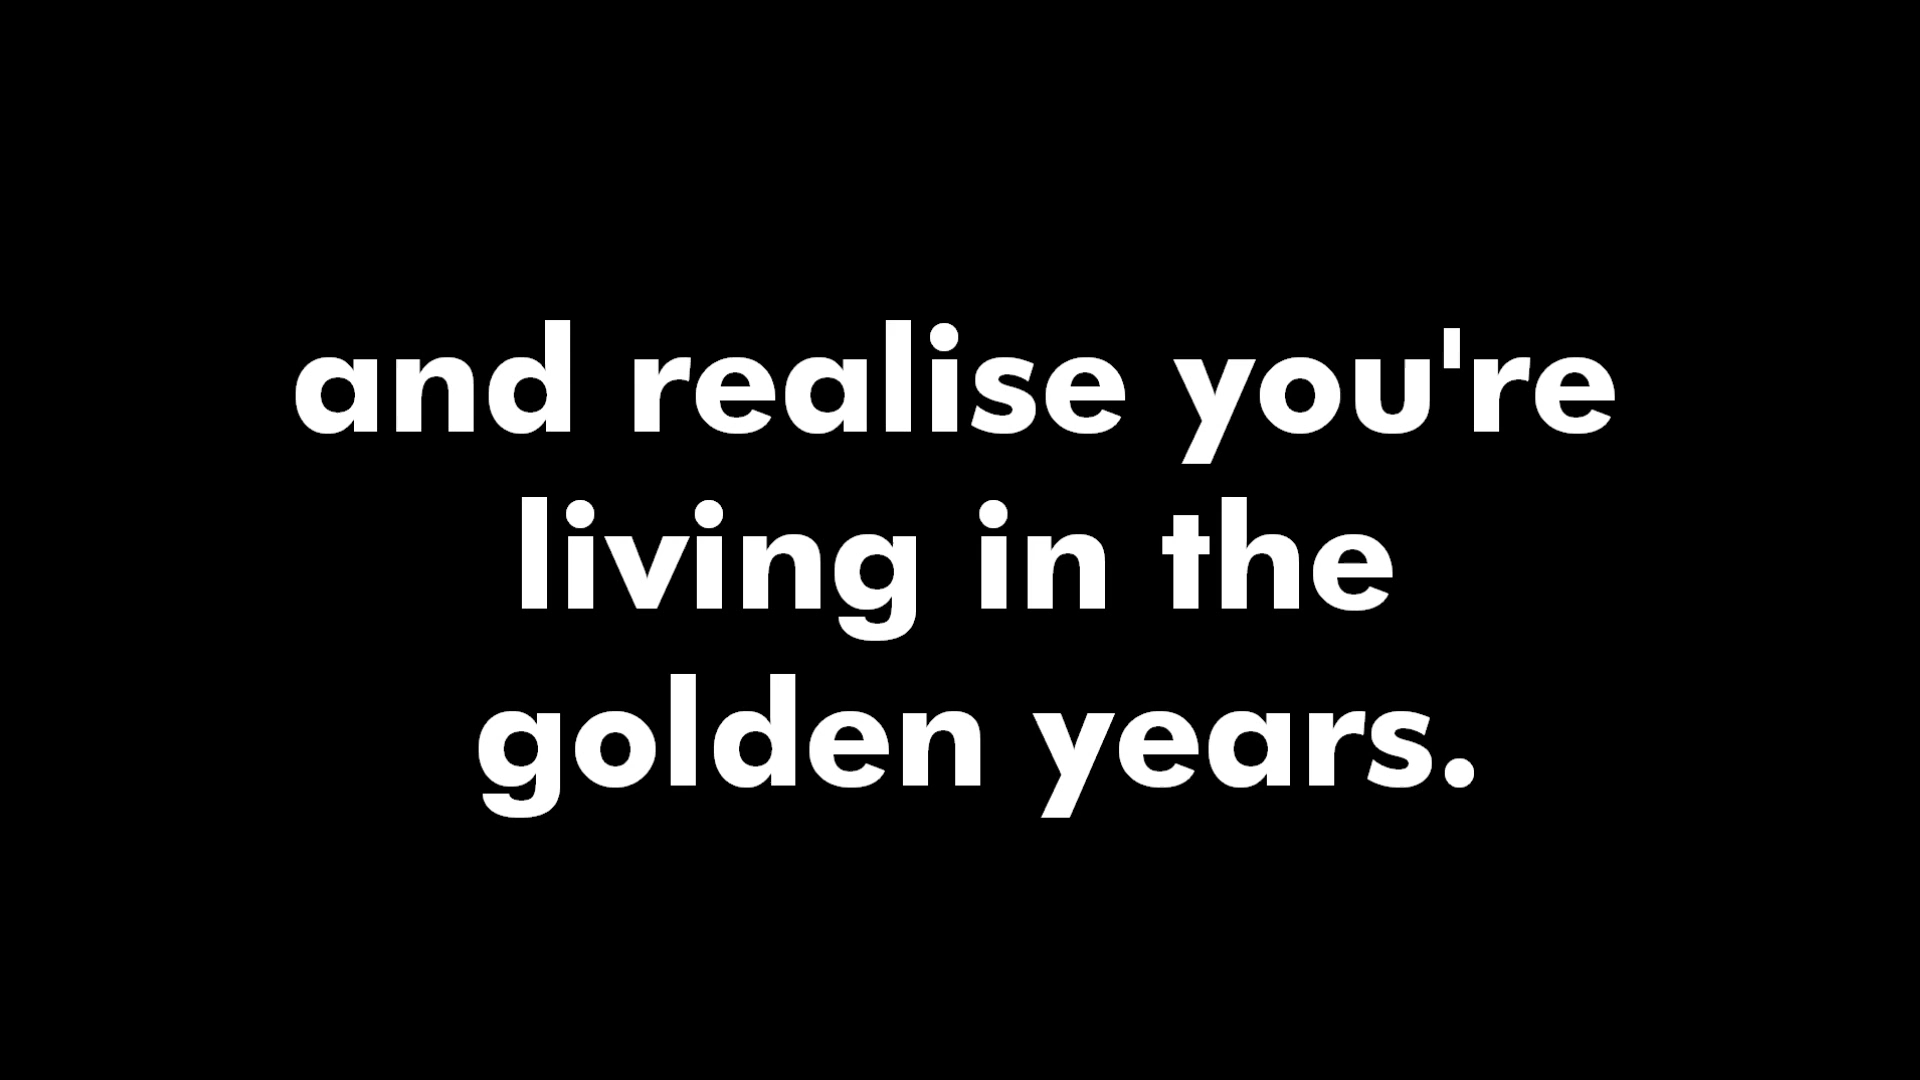 and realise you're
living in the
golden years.